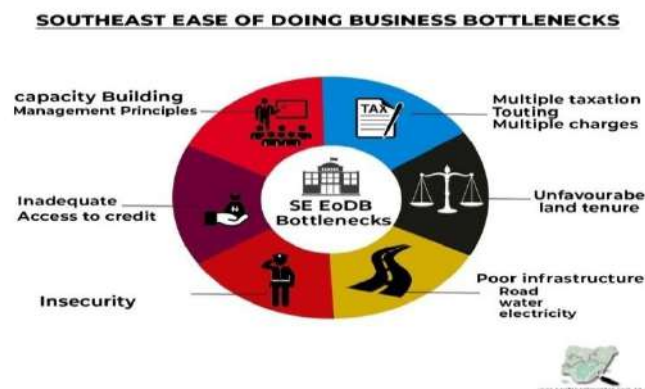 SOUTHEAST EASE OF DOING BUSINESS BOTTLENECKS
capacity Building
Management Principles
TAX
Multiple taxation
Touting
Multiple charges
Inadequate
Access to credit
SE EoDB
Bottlenecks
Unfavourabe
land tenure
Insecurity
Poor infrastructure
Road
water
electricity